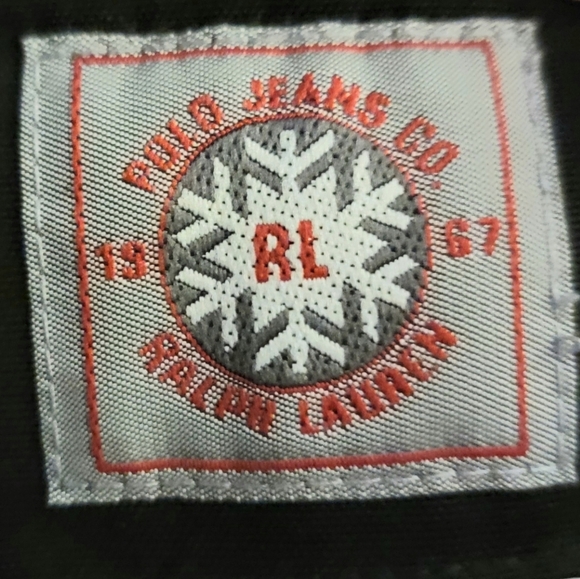 POLO JEANS CO.
19 RL 67
RALPH LAUREN